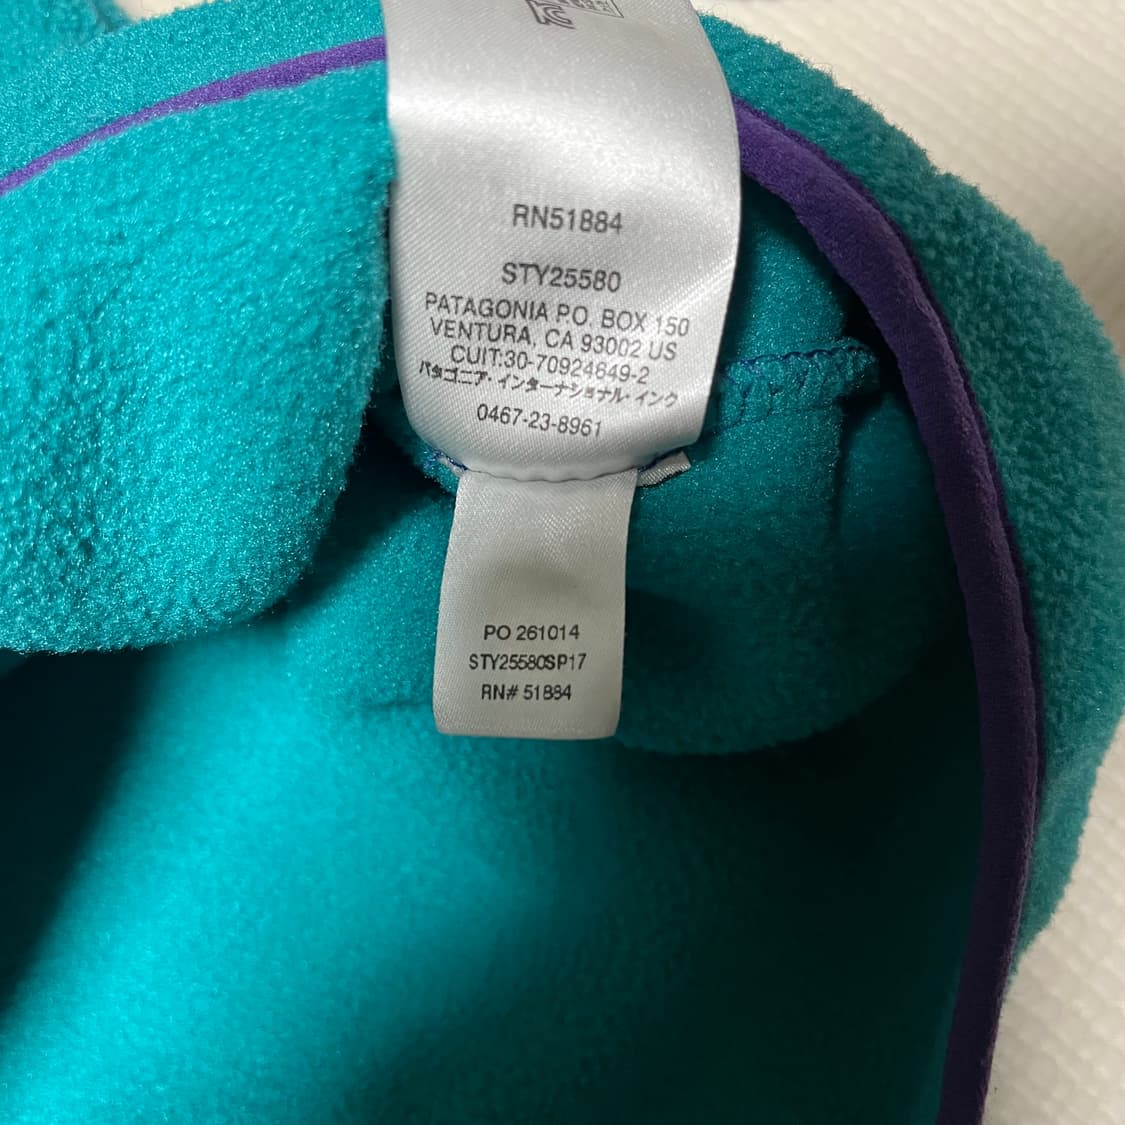 RN51884
STY25580
PATAGONIA P.O. BOX 150
VENTURA, CA 93002 US
CUIT:30-70924849-2
パタゴニア・インターナショナル・インク
0467-23-8961
PO 261014
STY25580SP17
RN# 51884